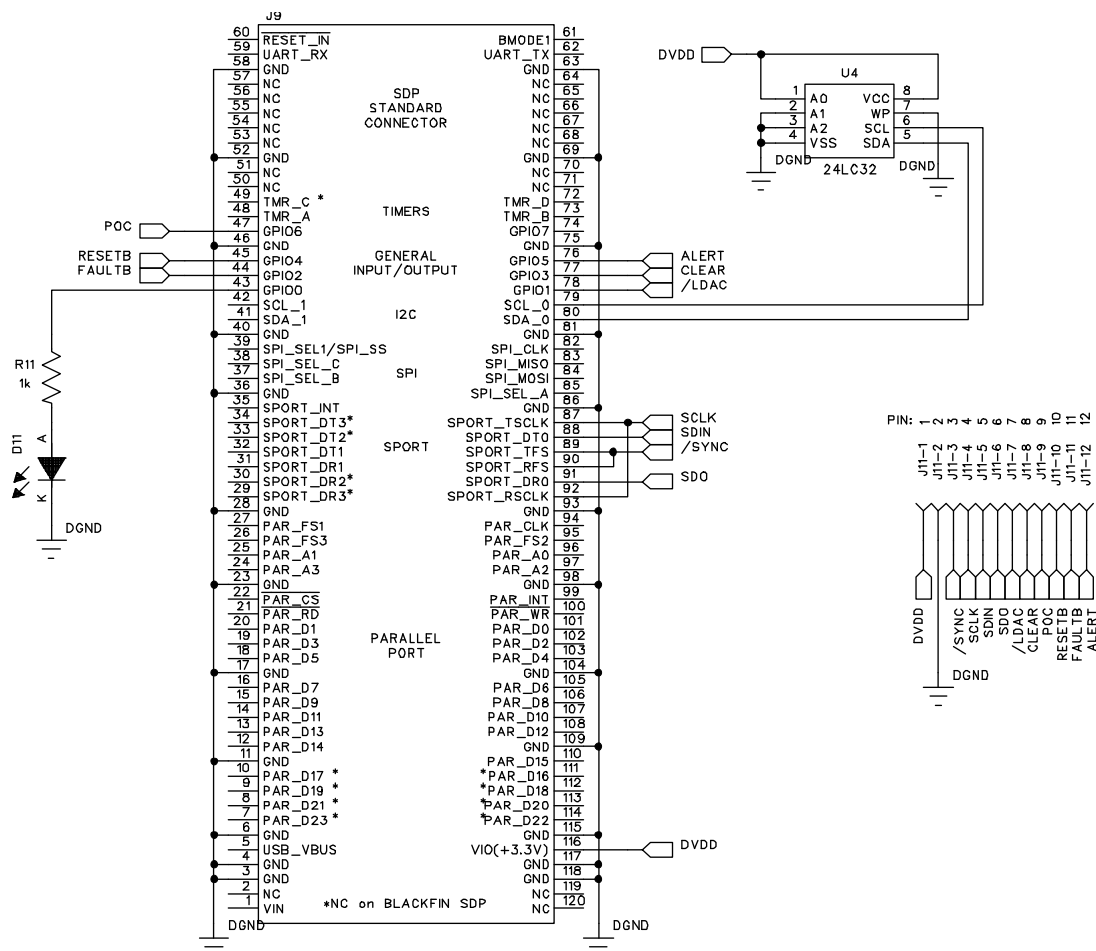 J9
60 RESET_IN BMODE1 61
59 UART_RX UART_TX 62
58 GND GND 63
57 NC NC 64
56 NC SDP NC 65
55 NC STANDARD NC 66
54 NC CONNECTOR NC 67
53 NC NC 68
52 GND GND 69
51 NC NC 70
50 NC NC 71
49 TMR_C * TMR_D 72
48 TMR_A TIMERS TMR_B 73
47 GPIO6 GPIO7 74
46 GND GND 75
45 GPIO4 GENERAL GPIO5 76
44 GPIO2 INPUT/OUTPUT GPIO3 77
43 GPIO0 GPIO1 78
42 SCL_1 SCL_0 79
41 SDA_1 I2C SDA_0 80
40 GND GND 81
39 SPI_SEL1/SPI_SS SPI_CLK 82
38 SPI_SEL_C SPI_MISO 83
37 SPI_SEL_B SPI SPI_MOSI 84
36 GND SPI_SEL_A 85
35 SPORT_INT GND 86
34 SPORT_DT3* SPORT_TSCLK 87
33 SPORT_DT2* SPORT_DT0 88
32 SPORT_DT1 SPORT SPORT_TFS 89
31 SPORT_DR1 SPORT_RFS 90
30 SPORT_DR2* SPORT_DR0 91
29 SPORT_DR3* SPORT_RSCLK 92
28 GND GND 93
27 PAR_FS1 PAR_CLK 94
26 PAR_FS3 PAR_FS2 95
25 PAR_A1 PAR_A0 96
24 PAR_A3 PAR_A2 97
23 GND GND 98
22 PAR_CS PAR_INT 99
21 PAR_RD PAR_WR 100
20 PAR_D1 PAR_D0 101
19 PAR_D3 PARALLEL PAR_D2 102
18 PAR_D5 PORT PAR_D4 103
17 GND GND 104
16 PAR_D7 PAR_D6 105
15 PAR_D9 PAR_D8 106
14 PAR_D11 PAR_D10 107
13 PAR_D13 PAR_D12 108
12 PAR_D14 GND 109
11 GND PAR_D15 110
10 PAR_D17 * *PAR_D16 111
9 PAR_D19 * *PAR_D18 112
8 PAR_D21 * *PAR_D20 113
7 PAR_D23 * *PAR_D22 114
6 GND GND 115
5 USB_VBUS VIO(+3.3V) 116
4 GND GND 117
3 GND GND 118
2 NC NC 119
1 VIN *NC on BLACKFIN SDP NC 120
DGND
DGND
POC
RESETB
FAULTB
R11
1k
D11
A
K
DGND
ALERT
CLEAR
/LDAC
SCLK
SDIN
/SYNC
SDO
DVDD
DVDD
U4
1 A0 VCC 8
2 A1 WP 7
3 A2 SCL 6
4 VSS SDA 5
DGND
24LC32
DGND
PIN: 1 2 3 4 5 6 7 8 9 10 11 12
J11-1 J11-2 J11-3 J11-4 J11-5 J11-6 J11-7 J11-8 J11-9 J11-10 J11-11 J11-12
DVDD
/SYNC
SCLK
SDIN
SDO
/LDAC
CLEAR
POC
RESETB
FAULTB
ALERT
DGND